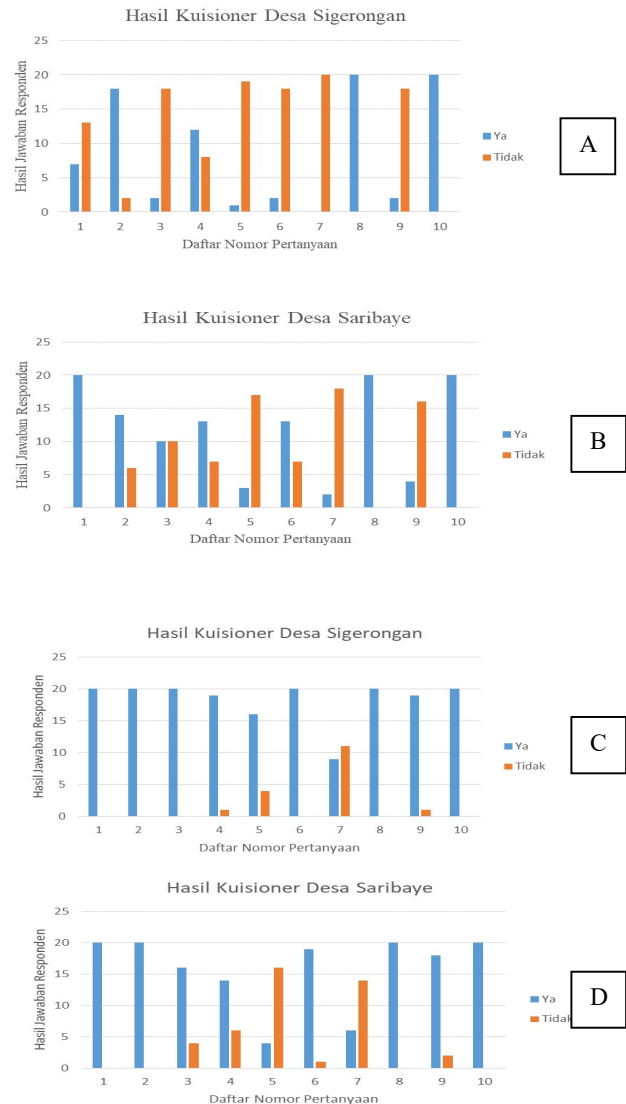 Hasil Kuisioner Desa Sigerongan
25
20
15
10
5
0
Hasil Jawaban Responden
1 2 3 4 5 6 7 8 9 10
Daftar Nomor Pertanyaan
Ya
Tidak
A
Hasil Kuisioner Desa Saribaye
25
20
15
10
5
0
Hasil Jawaban Responden
1 2 3 4 5 6 7 8 9 10
Daftar Nomor Pertanyaan
Ya
Tidak
B
Hasil Kuisioner Desa Sigerongan
25
20
15
10
5
0
Hasil Jawaban Responden
1 2 3 4 5 6 7 8 9 10
Daftar Nomor Pertanyaan
Ya
Tidak
C
Hasil Kuisioner Desa Saribaye
25
20
15
10
5
0
Hasil Jawaban Responden
1 2 3 4 5 6 7 8 9 10
Daftar Nomor Pertanyaan
Ya
Tidak
D